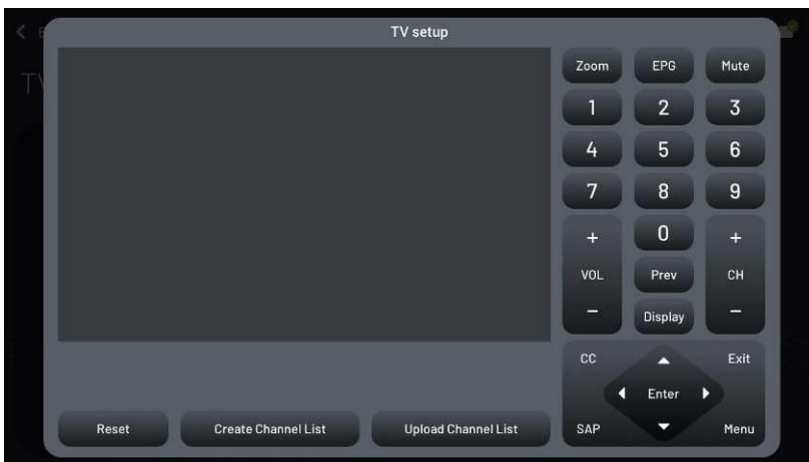 TV setup
Zoom EPG Mute
1 2 3
4 5 6
7 8 9
+ 0 +
VOL Prev CH
− Display −
CC Exit
Enter
SAP Menu
Reset Create Channel List Upload Channel List
TV